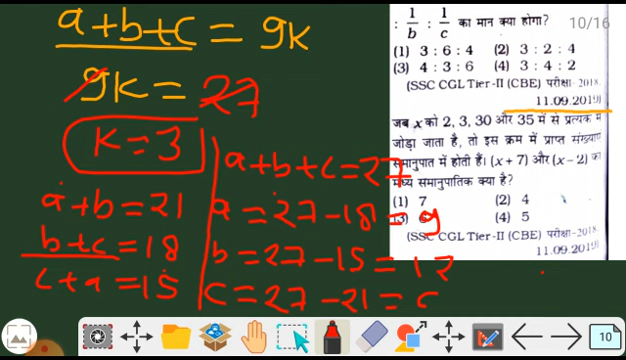 a+b+c = 9K
9K = 27
K = 3
a+b = 21
b+c = 18
c+a = 15
a+b+c = 27
a = 27-18 = 9
b = 27-15 = 12
c = 27-21 = 6
: 1/b : 1/c का मान क्या होगा? 10/16
(1) 3 : 6 : 4 (2) 3 : 2 : 4
(3) 4 : 3 : 6 (4) 3 : 4 : 2
(SSC CGL Tier-II (CBE) परीक्षा-2018
11.09.2019)
जब x को 2, 3, 30 और 35 में से प्रत्येक में
जोड़ा जाता है, तो इस क्रम में प्राप्त संख्याएं
समानुपात में होती हैं। (x + 7) और (x – 2) का
मध्य समानुपातिक क्या है?
(1) 7 (2) 4
(3) (4) 5
(SSC CGL Tier-II (CBE) परीक्षा-2018
11.09.2019)
10